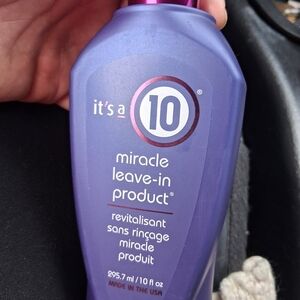 it's a 10®
miracle
leave-in
product®
revitalisant
sans rinçage
miracle
produit
295.7 ml / 10 fl oz
MADE IN THE USA